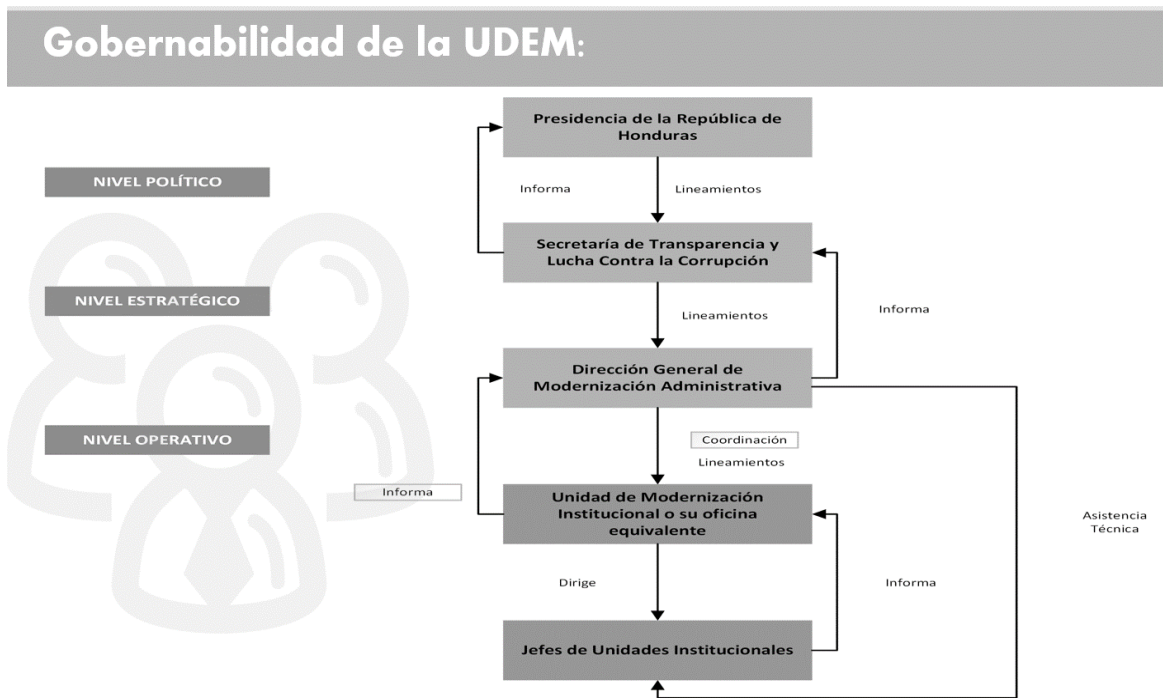 Gobernabilidad de la UDEM:
Presidencia de la República de
Honduras
NIVEL POLÍTICO
Informa
Lineamientos
Secretaría de Transparencia y
Lucha Contra la Corrupción
NIVEL ESTRATÉGICO
Lineamientos
Informa
Dirección General de
Modernización Administrativa
NIVEL OPERATIVO
Coordinación
Lineamientos
Informa
Unidad de Modernización
Institucional o su oficina
equivalente
Asistencia
Técnica
Dirige
Informa
Jefes de Unidades Institucionales